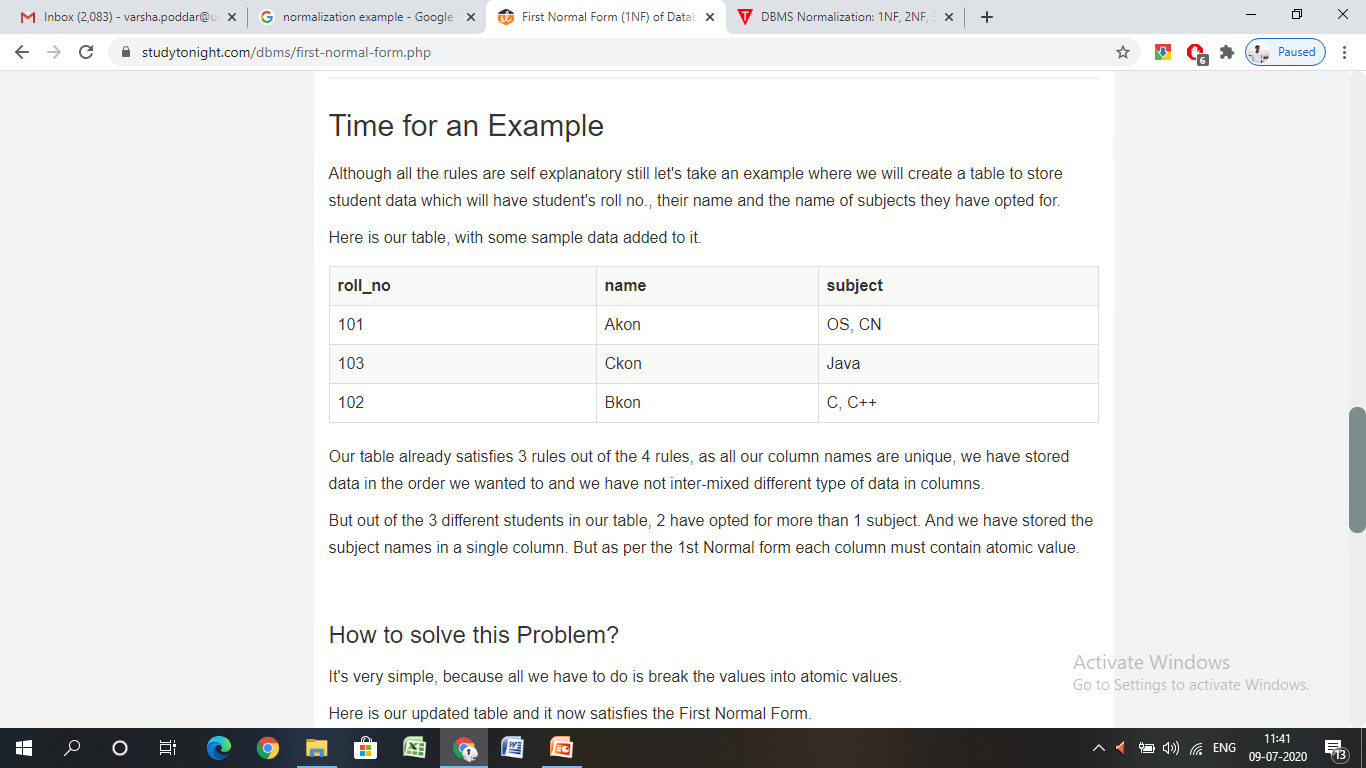 Inbox (2,083) - varsha.poddar@u
normalization example - Google
First Normal Form (1NF) of Datab
DBMS Normalization: 1NF, 2NF, 3
studytonight.com/dbms/first-normal-form.php
6
Paused
Time for an Example
Although all the rules are self explanatory still let's take an example where we will create a table to store
student data which will have student's roll no., their name and the name of subjects they have opted for.
Here is our table, with some sample data added to it.
roll_no name subject
101 Akon OS, CN
103 Ckon Java
102 Bkon C, C++
Our table already satisfies 3 rules out of the 4 rules, as all our column names are unique, we have stored
data in the order we wanted to and we have not inter-mixed different type of data in columns.
But out of the 3 different students in our table, 2 have opted for more than 1 subject. And we have stored the
subject names in a single column. But as per the 1st Normal form each column must contain atomic value.
How to solve this Problem?
It's very simple, because all we have to do is break the values into atomic values.
Here is our updated table and it now satisfies the First Normal Form.
Activate Windows
Go to Settings to activate Windows.
ENG
11:41
09-07-2020
13